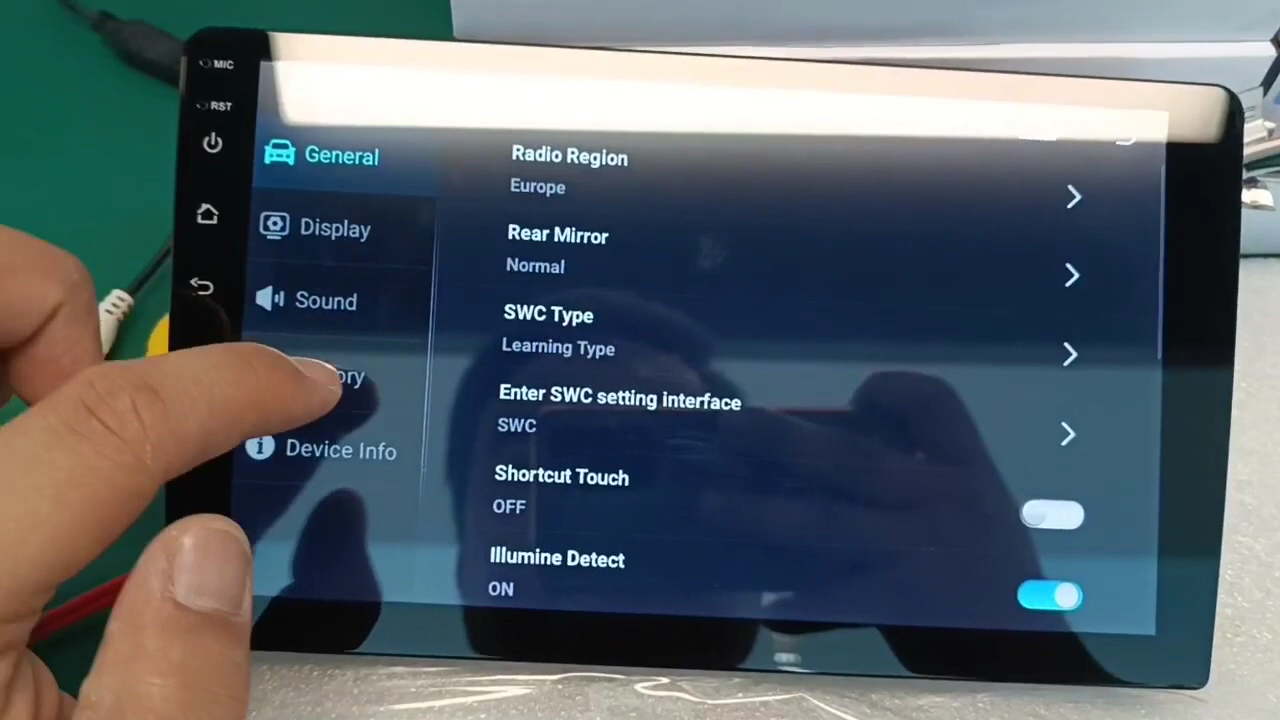 MIC
RST
General
Display
Sound
Device Info
Radio Region
Europe
Rear Mirror
Normal
SWC Type
Learning Type
Enter SWC setting interface
SWC
Shortcut Touch
OFF
Illumine Detect
ON